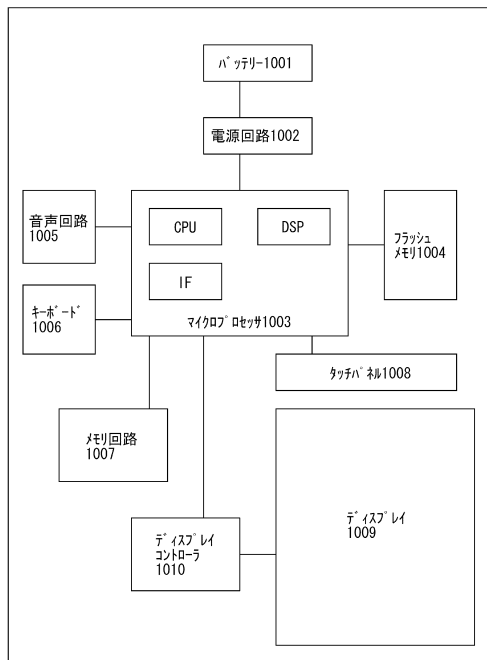 ﾊﾞｯﾃﾘｰ1001
電源回路1002
音声回路
1005
CPU
DSP
ﾌﾗｯｼｭ
ﾒﾓﾘ1004
IF
ｷｰﾎﾞｰﾄﾞ
1006
ﾏｲｸﾛﾌﾟﾛｾｯｻ1003
ﾀｯﾁﾊﾟﾈﾙ1008
ﾒﾓﾘ回路
1007
ﾃﾞｨｽﾌﾟﾚｲ
1009
ﾃﾞｨｽﾌﾟﾚｲ
ｺﾝﾄﾛｰﾗ
1010